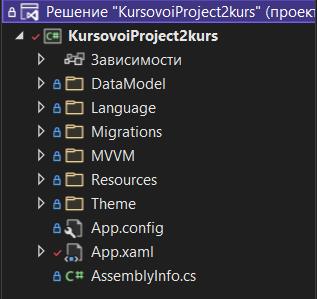 Решение "KursovoiProject2kurs" (проект
KursovoiProject2kurs
Зависимости
DataModel
Language
Migrations
MVVM
Resources
Theme
App.config
App.xaml
C# AssemblyInfo.cs